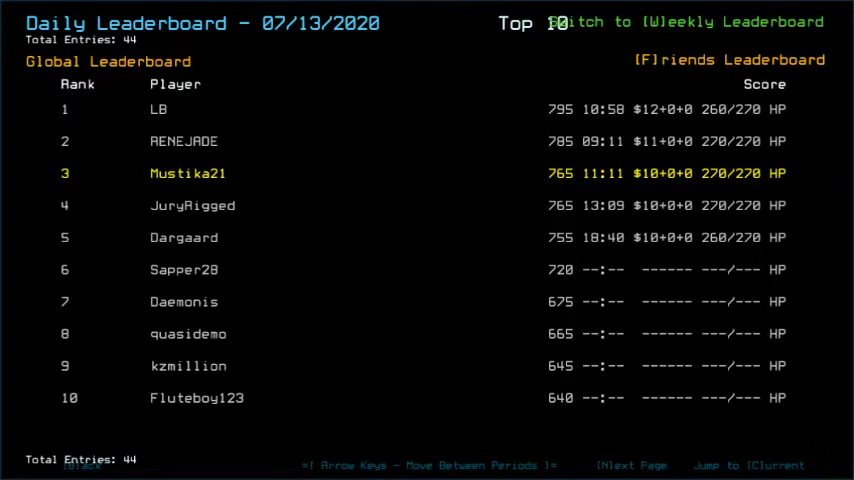 Daily Leaderboard - 07/13/2020 Top 10 Switch to [W]eekly Leaderboard
Total Entries: 44
Global Leaderboard [F]riends Leaderboard
Rank Player Score
1 LB 795 10:58 $12+0+0 260/270 HP
2 RENEJADE 785 09:11 $11+0+0 270/270 HP
3 Mustika21 765 11:11 $10+0+0 270/270 HP
4 JuryRigged 765 13:09 $10+0+0 270/270 HP
5 Dargaard 755 18:40 $10+0+0 260/270 HP
6 Sapper28 720 --:-- ------ ---/--- HP
7 Daemonis 675 --:-- ------ ---/--- HP
8 quasidemo 665 --:-- ------ ---/--- HP
9 kzmillion 645 --:-- ------ ---/--- HP
10 Fluteboy123 640 --:-- ------ ---/--- HP
Total Entries: 44
[B]ack =[ Arrow Keys - Move Between Periods ]= [N]ext Page Jump to [C]urrent